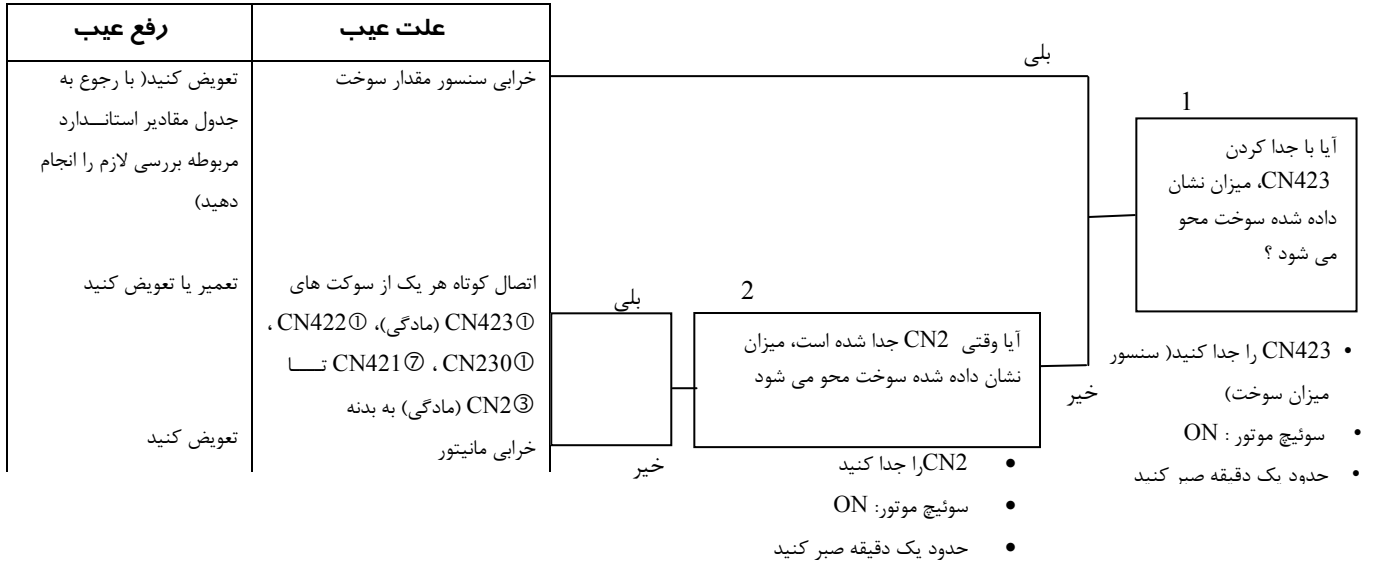 علت عیب
رفع عیب
خرابی سنسور مقدار سوخت
تعویض کنید( با رجوع به
جدول مقادیر استانـــدارد
مربوطه بررسی لازم را انجام
دهید)
اتصال کوتاه هر یک از سوکت های
CN423① (مادگی)، CN422① ،
CN230① ، CN421⑦ تـــــا
CN2③ (مادگی) به بدنه
تعمیر یا تعویض کنید
خرابی مانیتور
تعویض کنید
بلی
1
آیا با جدا کردن
CN423، میزان نشان
داده شده سوخت محو
می شود ؟
• CN423 را جدا کنید( سنسور
میزان سوخت)
• سوئیچ موتور : ON
• حدود یک دقیقه صبر کنید
خیر
2
آیا وقتی CN2 جدا شده است، میزان
نشان داده شده سوخت محو می شود
• CN2را جدا کنید
• سوئیچ موتور: ON
• حدود یک دقیقه صبر کنید
بلی
خیر